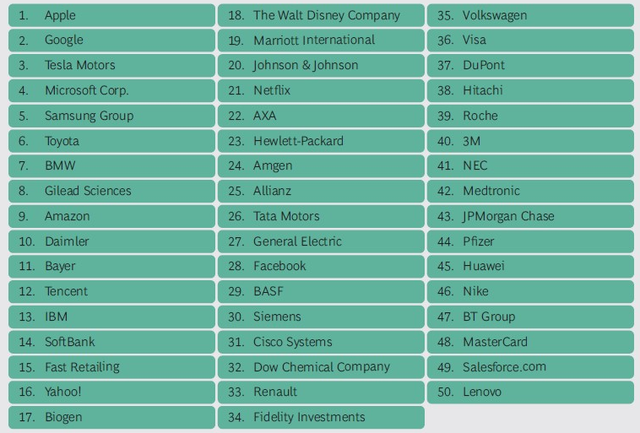 1. Apple
2. Google
3. Tesla Motors
4. Microsoft Corp.
5. Samsung Group
6. Toyota
7. BMW
8. Gilead Sciences
9. Amazon
10. Daimler
11. Bayer
12. Tencent
13. IBM
14. SoftBank
15. Fast Retailing
16. Yahoo!
17. Biogen
18. The Walt Disney Company
19. Marriott International
20. Johnson & Johnson
21. Netflix
22. AXA
23. Hewlett-Packard
24. Amgen
25. Allianz
26. Tata Motors
27. General Electric
28. Facebook
29. BASF
30. Siemens
31. Cisco Systems
32. Dow Chemical Company
33. Renault
34. Fidelity Investments
35. Volkswagen
36. Visa
37. DuPont
38. Hitachi
39. Roche
40. 3M
41. NEC
42. Medtronic
43. JPMorgan Chase
44. Pfizer
45. Huawei
46. Nike
47. BT Group
48. MasterCard
49. Salesforce.com
50. Lenovo